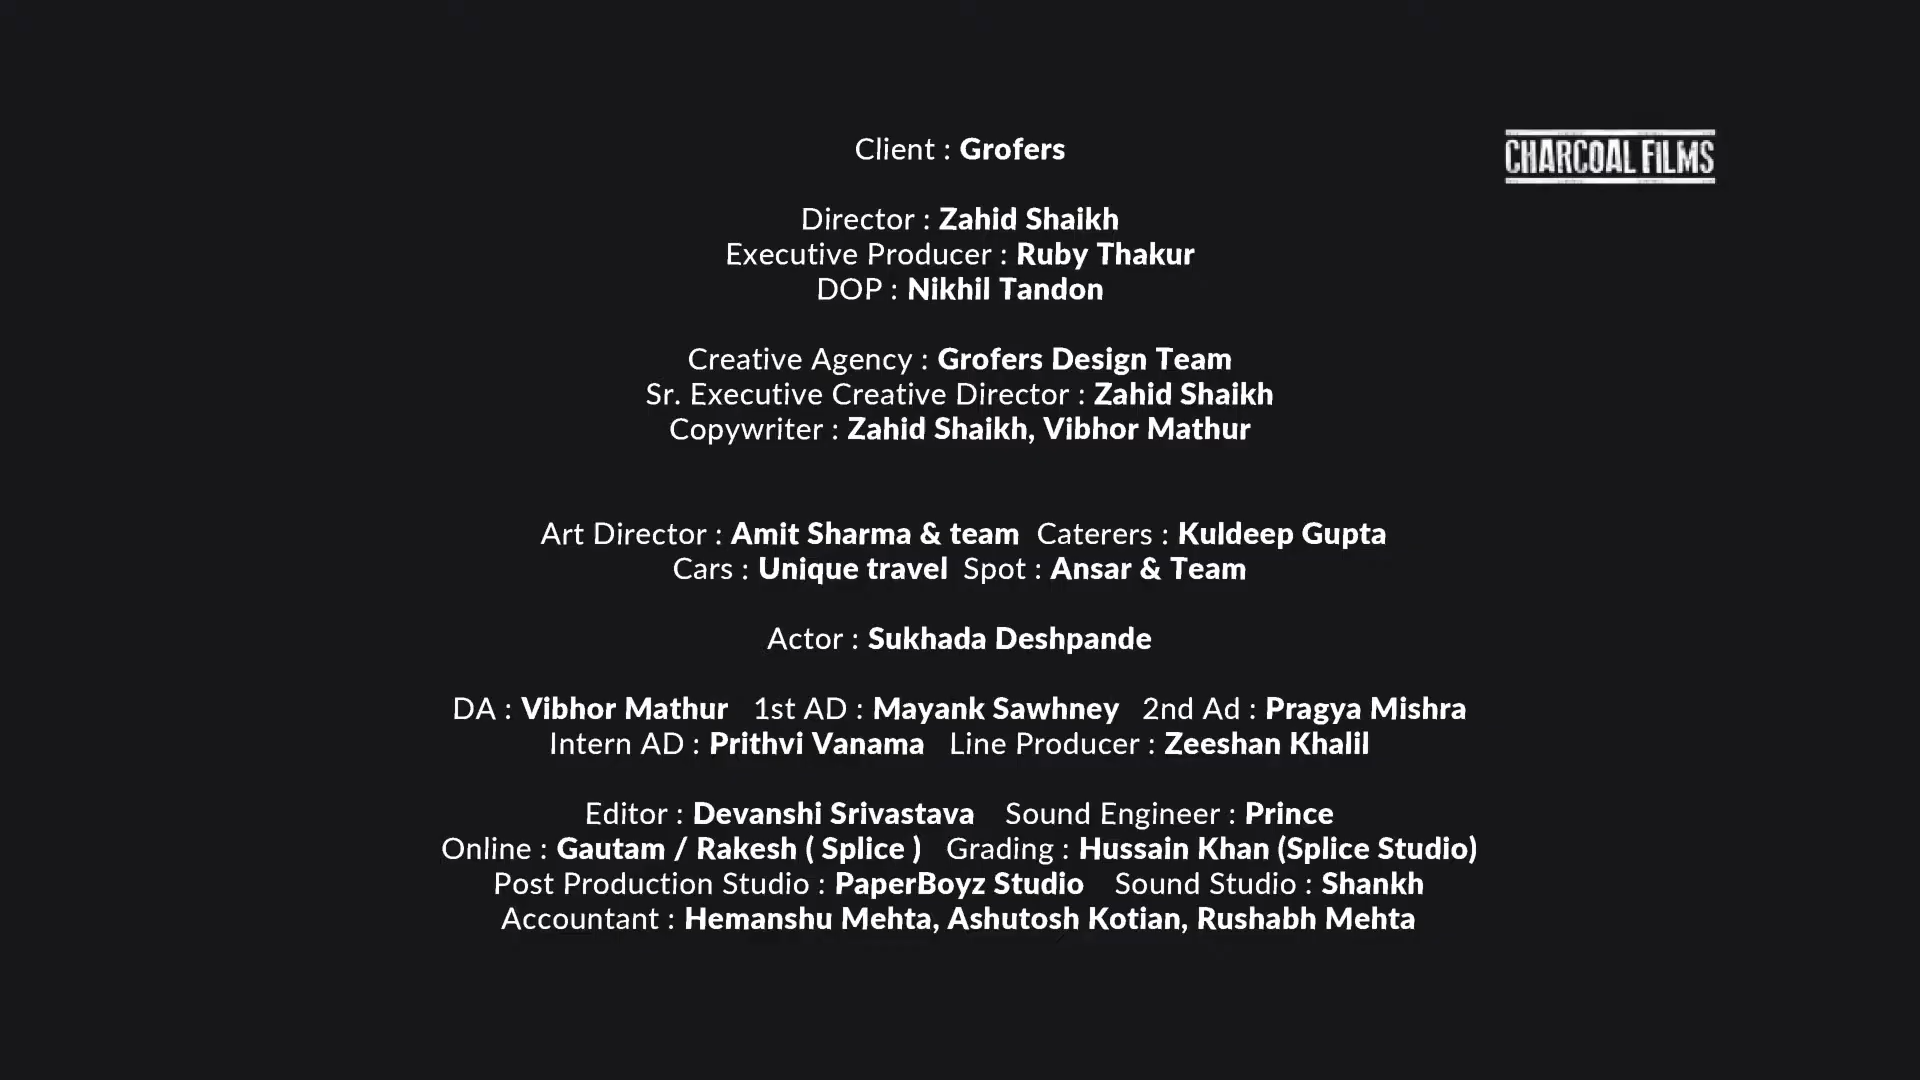 Client : Grofers
CHARCOAL FILMS
Director : Zahid Shaikh
Executive Producer : Ruby Thakur
DOP : Nikhil Tandon
Creative Agency : Grofers Design Team
Sr. Executive Creative Director : Zahid Shaikh
Copywriter : Zahid Shaikh, Vibhor Mathur
Art Director : Amit Sharma & team Caterers : Kuldeep Gupta
Cars : Unique travel Spot : Ansar & Team
Actor : Sukhada Deshpande
DA : Vibhor Mathur 1st AD : Mayank Sawhney 2nd Ad : Pragya Mishra
Intern AD : Prithvi Vanama Line Producer : Zeeshan Khalil
Editor : Devanshi Srivastava Sound Engineer : Prince
Online : Gautam / Rakesh ( Splice ) Grading : Hussain Khan (Splice Studio)
Post Production Studio : PaperBoyz Studio Sound Studio : Shankh
Accountant : Hemanshu Mehta, Ashutosh Kotian, Rushabh Mehta